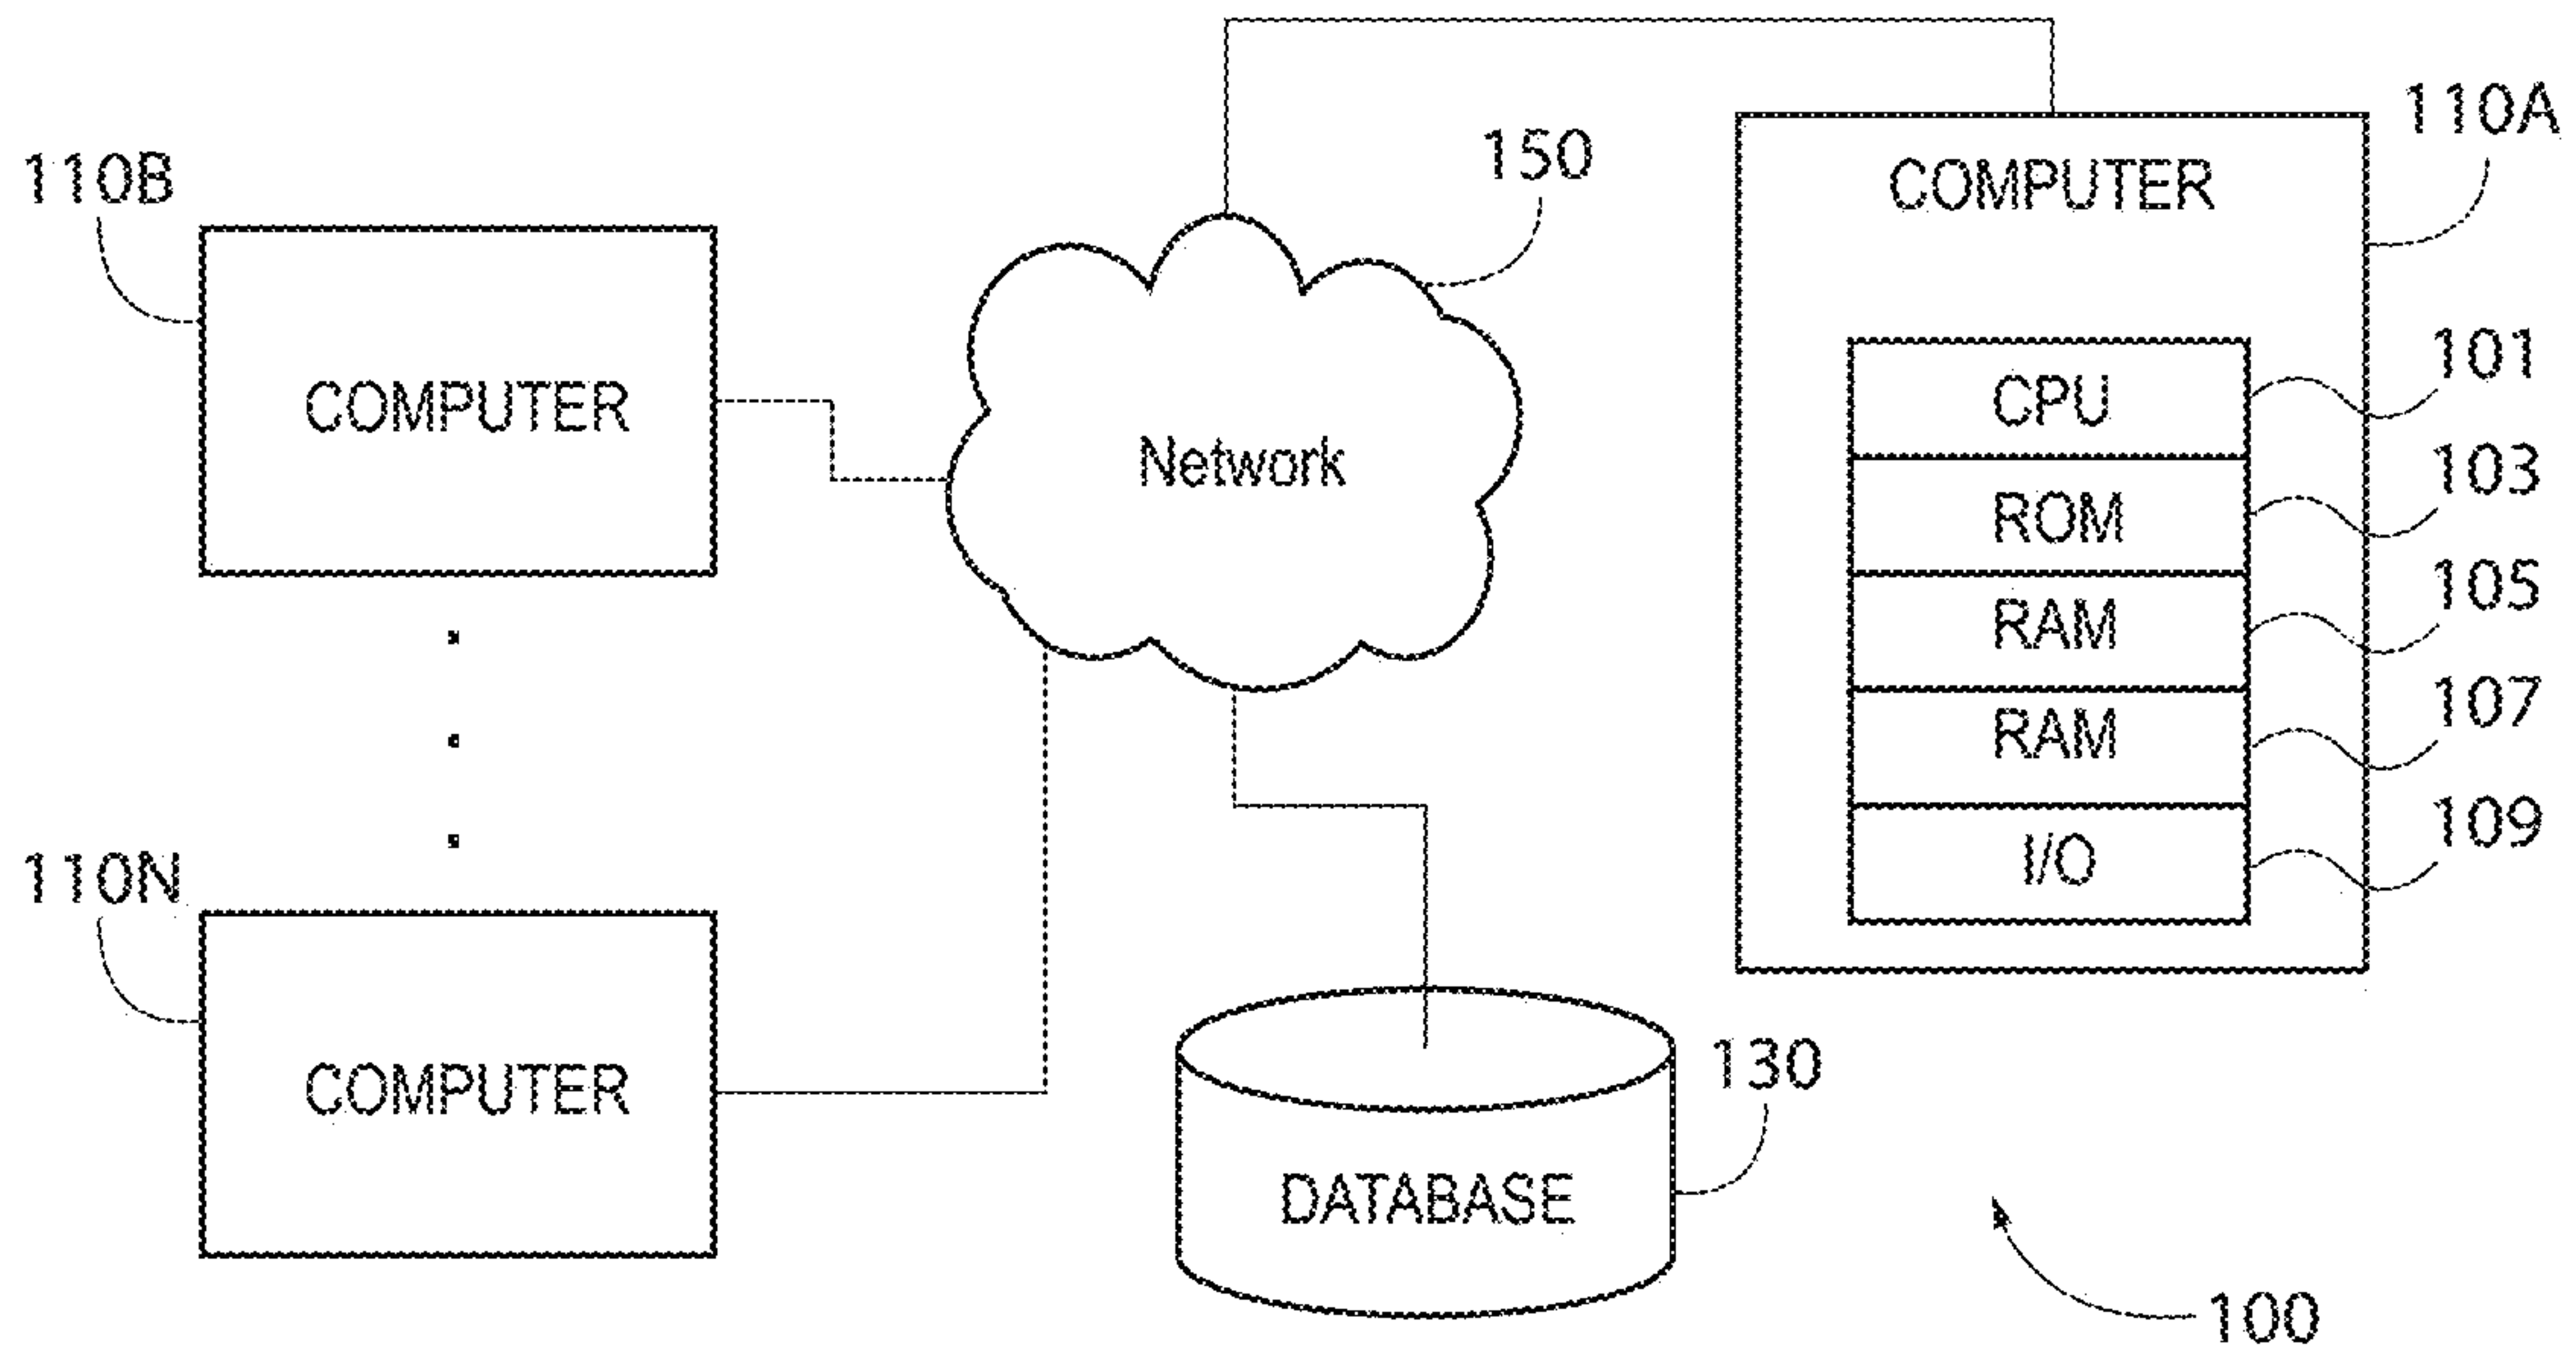 110A
COMPUTER
150
110B
COMPUTER
Network
CPU
101
ROM
103
RAM
105
RAM
107
I/O
109
110N
COMPUTER
DATABASE
130
100